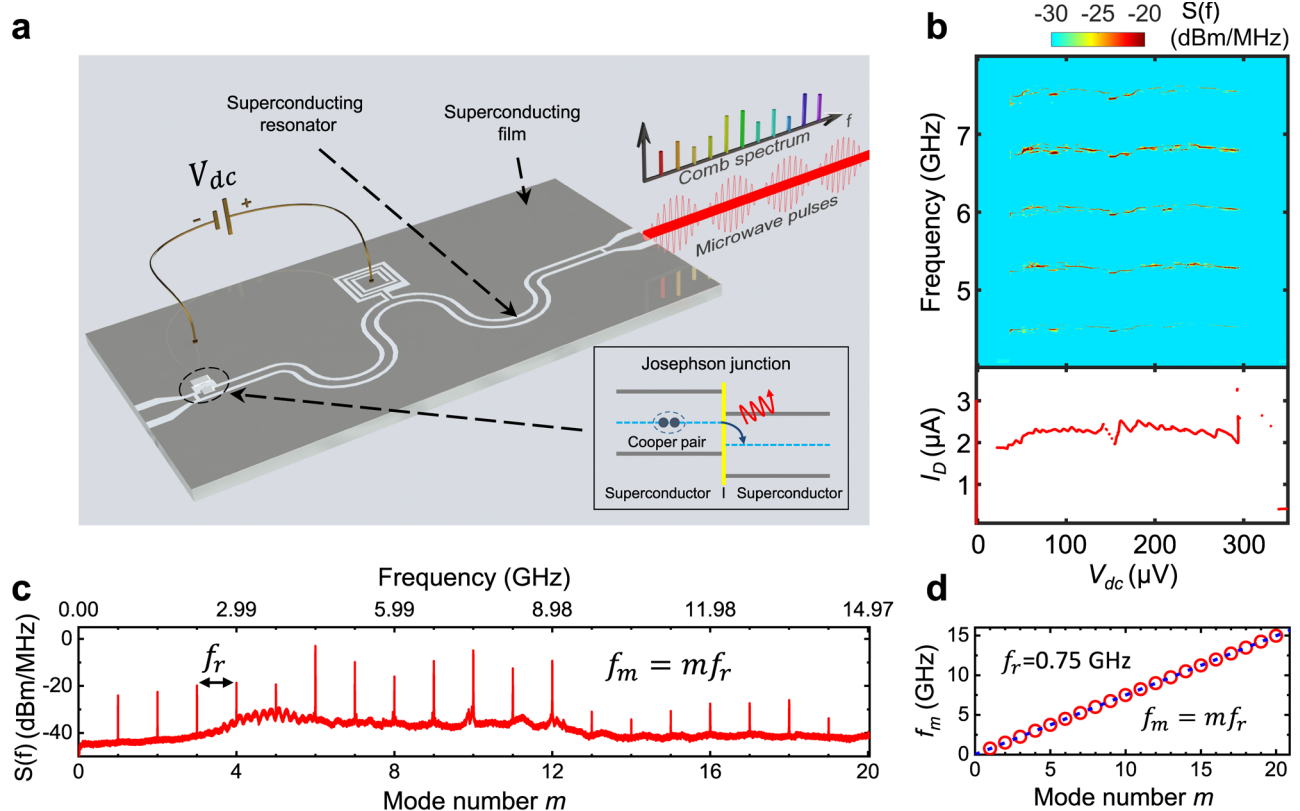 a
Superconducting
resonator
Superconducting
film
V_dc
-
+
f
Comb spectrum
Microwave pulses
Josephson junction
Cooper pair
Superconductor I Superconductor
b
-30 -25 -20 S(f)
(dBm/MHz)
Frequency (GHz)
7
6
5
I_D (µA)
3
2
1
0 100 200 300
V_dc (µV)
c
Frequency (GHz)
0.00 2.99 5.99 8.98 11.98 14.97
S(f) (dBm/MHz)
0
-20
-40
f_r
f_m = mf_r
0 4 8 12 16 20
Mode number m
d
f_m (GHz)
15
10
5
0
f_r=0.75 GHz
f_m = mf_r
0 5 10 15 20
Mode number m